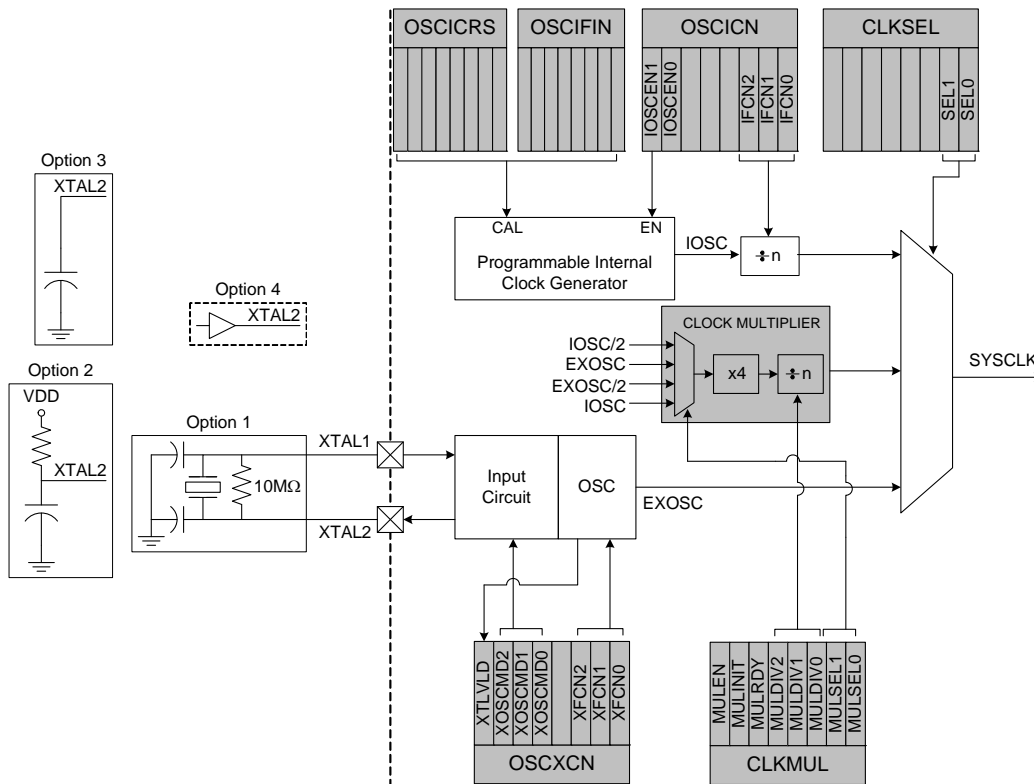 OSCICRS
OSCIFIN
OSCICN
CLKSEL
IOSCEN1
IOSCEN0
IFCN2
IFCN1
IFCN0
SEL1
SEL0
Option 3
XTAL2
CAL
EN
Programmable Internal
Clock Generator
IOSC
÷n
Option 4
XTAL2
CLOCK MULTIPLIER
IOSC/2
EXOSC
EXOSC/2
IOSC
x4
÷n
SYSCLK
Option 2
VDD
XTAL2
Option 1
10MΩ
XTAL1
XTAL2
Input
Circuit
OSC
EXOSC
XTLVLD
XOSCMD2
XOSCMD1
XOSCMD0
XFCN2
XFCN1
XFCN0
OSCXCN
MULEN
MULINIT
MULRDY
MULDIV2
MULDIV1
MULDIV0
MULSEL1
MULSEL0
CLKMUL